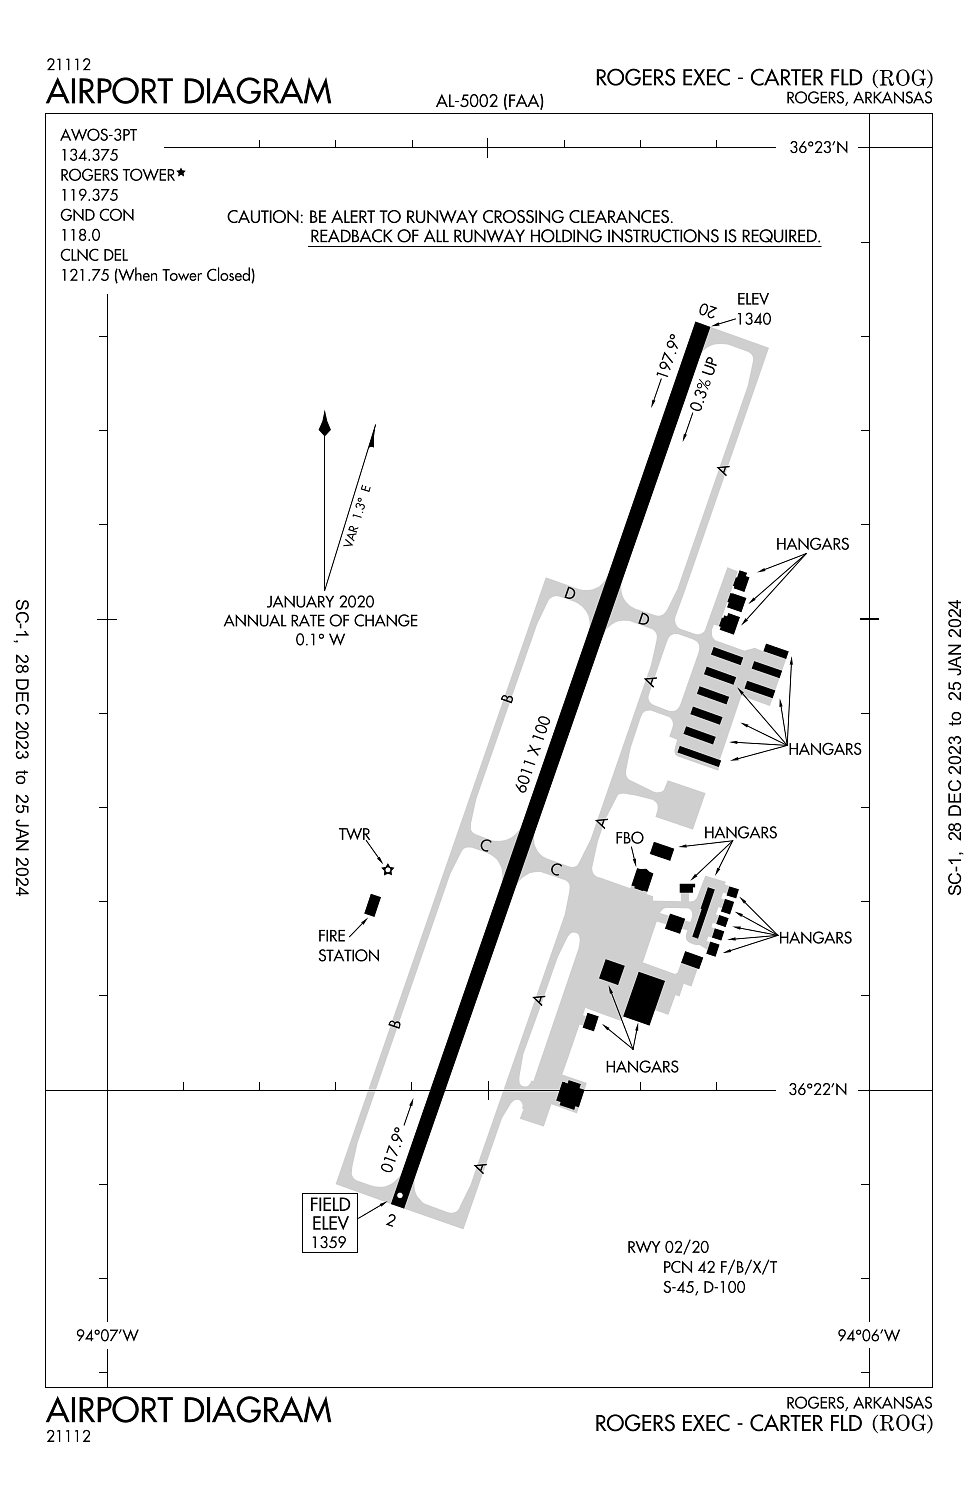 21112
AIRPORT DIAGRAM
AL-5002 (FAA)
ROGERS EXEC - CARTER FLD (ROG)
ROGERS, ARKANSAS
AWOS-3PT
134.375
ROGERS TOWER★
119.375
GND CON
118.0
CLNC DEL
121.75 (When Tower Closed)
36°23'N
CAUTION: BE ALERT TO RUNWAY CROSSING CLEARANCES.
READBACK OF ALL RUNWAY HOLDING INSTRUCTIONS IS REQUIRED.
ELEV
1340
20
197.9°
0.3% UP
A
VAR 1.3° E
JANUARY 2020
ANNUAL RATE OF CHANGE
0.1° W
HANGARS
D
D
A
B
6011 X 100
HANGARS
A
TWR
C
C
FBO
HANGARS
HANGARS
FIRE
STATION
A
B
HANGARS
36°22'N
017.9°
A
FIELD
ELEV
1359
2
RWY 02/20
PCN 42 F/B/X/T
S-45, D-100
94°07'W
94°06'W
SC-1, 28 DEC 2023 to 25 JAN 2024
SC-1, 28 DEC 2023 to 25 JAN 2024
AIRPORT DIAGRAM
21112
ROGERS, ARKANSAS
ROGERS EXEC - CARTER FLD (ROG)